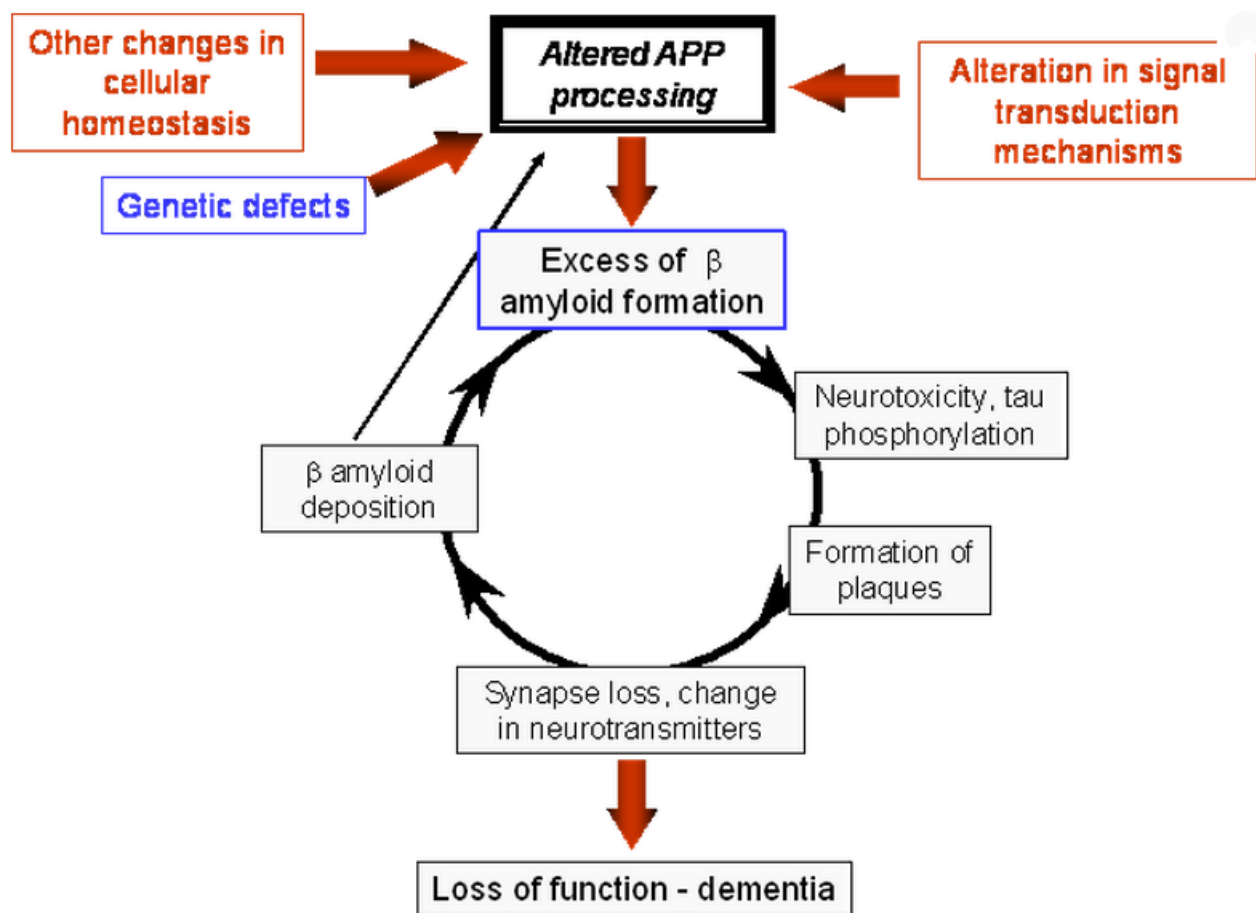 Other changes in
cellular
homeostasis
Altered APP
processing
Alteration in signal
transduction
mechanisms
Genetic defects
Excess of β
amyloid formation
Neurotoxicity, tau
phosphorylation
β amyloid
deposition
Formation of
plaques
Synapse loss, change
in neurotransmitters
Loss of function - dementia